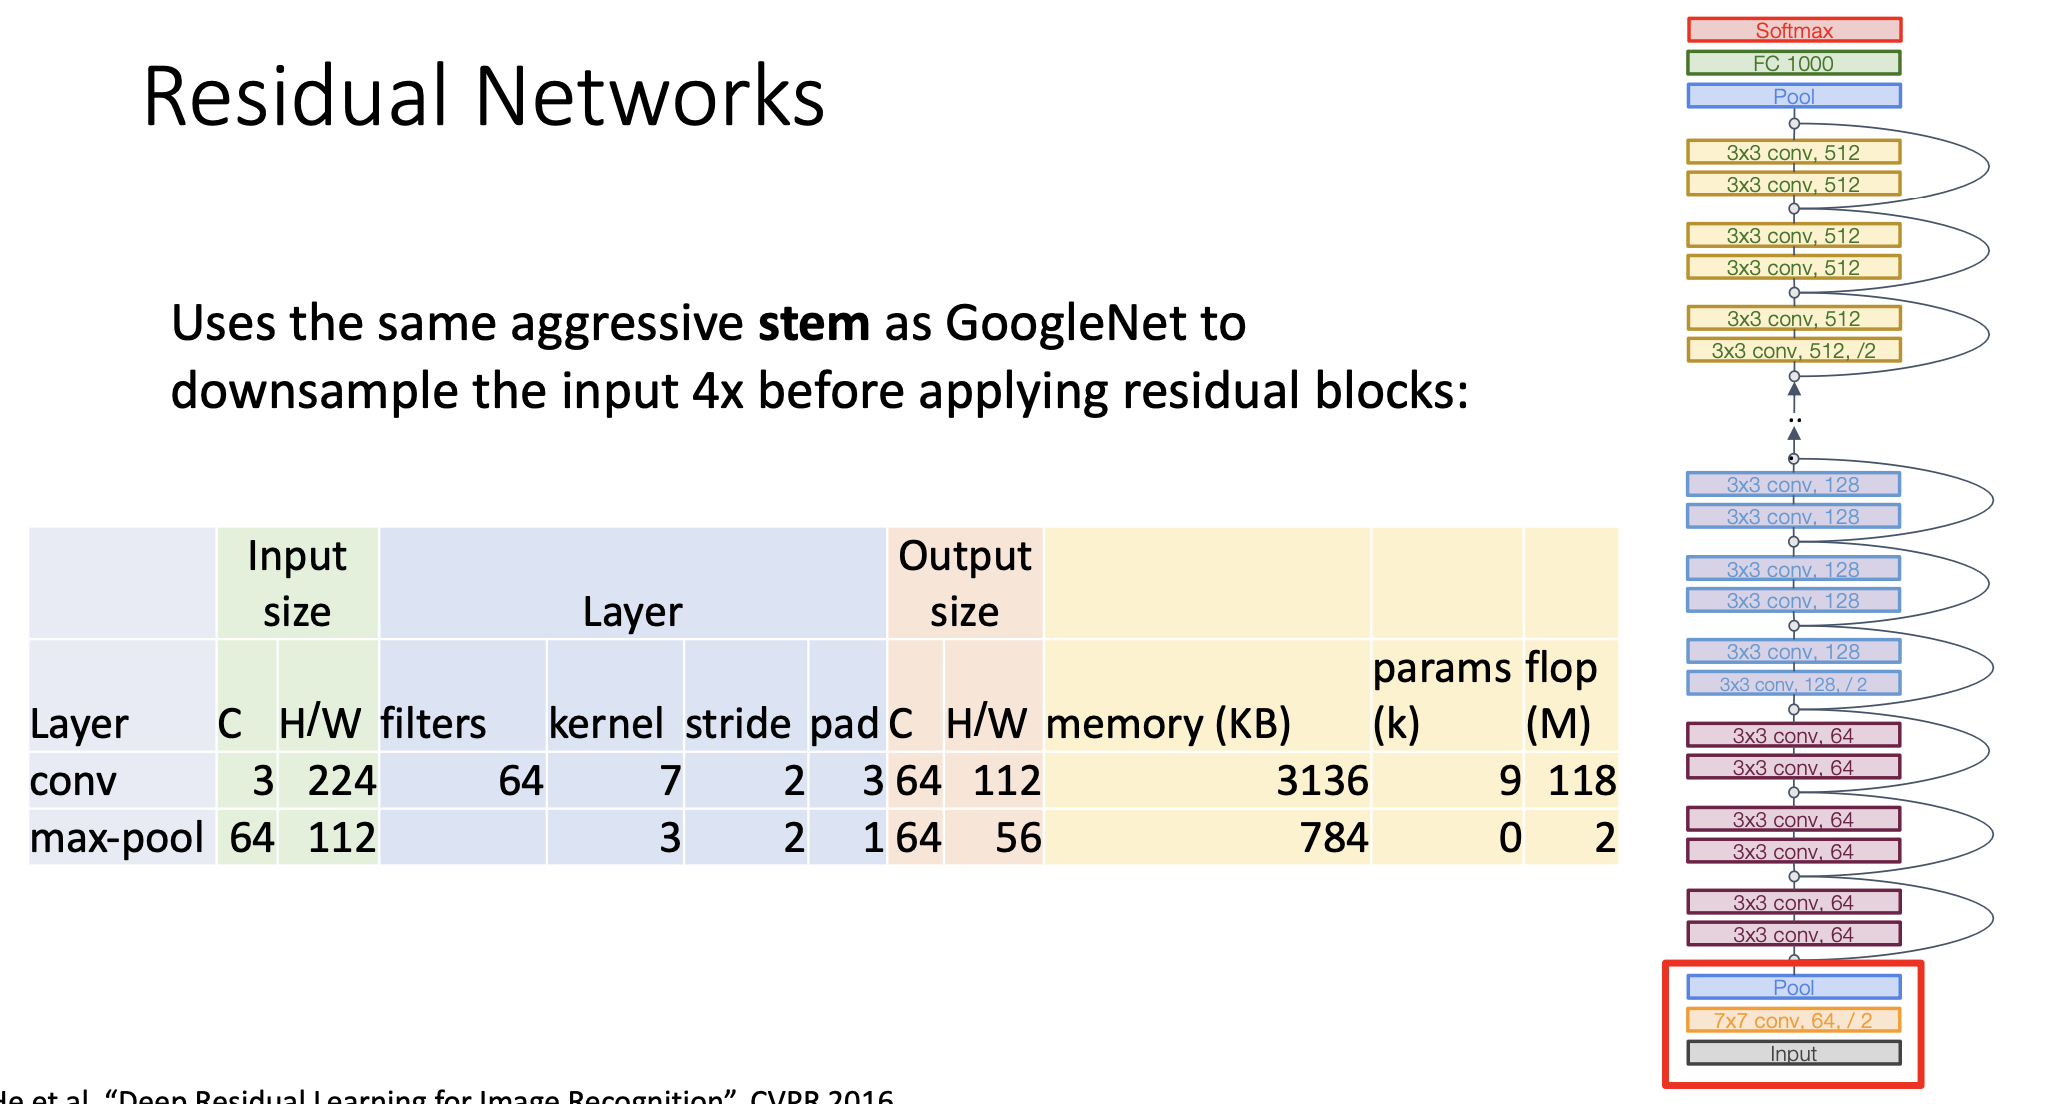 Residual Networks
Uses the same aggressive stem as GoogleNet to
downsample the input 4x before applying residual blocks:
Input
size
Layer
Output
size
Layer C H/W filters kernel stride pad C H/W memory (KB) params (k) flop (M)
conv 3 224 64 7 2 3 64 112 3136 9 118
max-pool 64 112 3 2 1 64 56 784 0 2
He et al, “Deep Residual Learning for Image Recognition”, CVPR 2016
Softmax
FC 1000
Pool
3x3 conv, 512
3x3 conv, 512
3x3 conv, 512
3x3 conv, 512
3x3 conv, 512
3x3 conv, 512, /2
..
3x3 conv, 128
3x3 conv, 128
3x3 conv, 128
3x3 conv, 128
3x3 conv, 128
3x3 conv, 128, / 2
3x3 conv, 64
3x3 conv, 64
3x3 conv, 64
3x3 conv, 64
3x3 conv, 64
3x3 conv, 64
Pool
7x7 conv, 64, / 2
Input